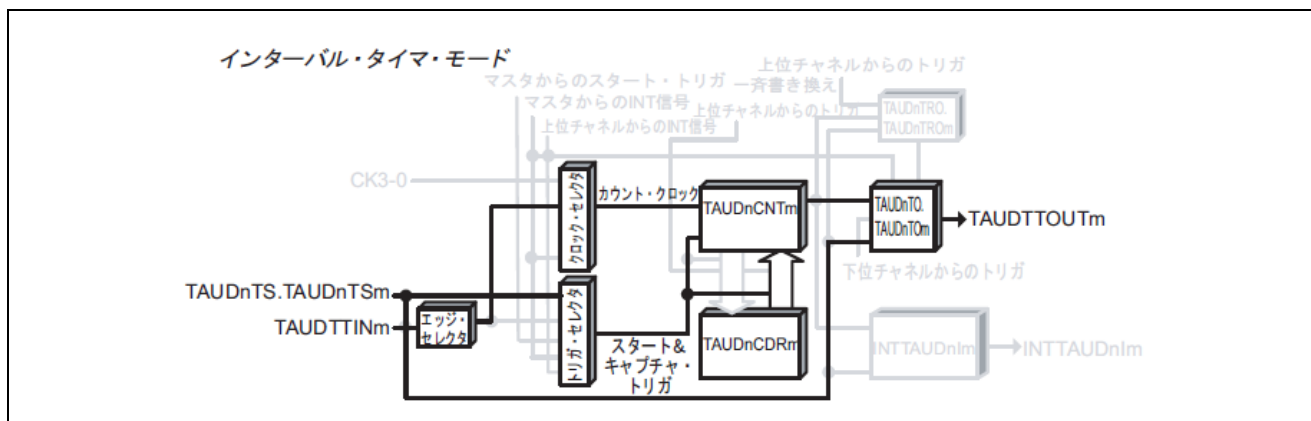 インターバル・タイマ・モード
上位チャネルからのトリガ
マスタからのスタート・トリガ
一斉書き換え
マスタからのINT信号
上位チャネルからのトリガ
上位チャネルからのINT信号
TAUDnTRO.
TAUDnTROm
CK3-0
クロック・セレクタ
カウント・クロック
TAUDnCNTm
TAUDnTO.
TAUDnTOm
TAUDTTOUTm
下位チャネルからのトリガ
TAUDnTS.TAUDnTSm
TAUDTTINm
エッジ・
セレクタ
トリガ・セレクタ
スタート&
キャプチャ・
トリガ
TAUDnCDRm
INTTAUDnIm
INTTAUDnIm